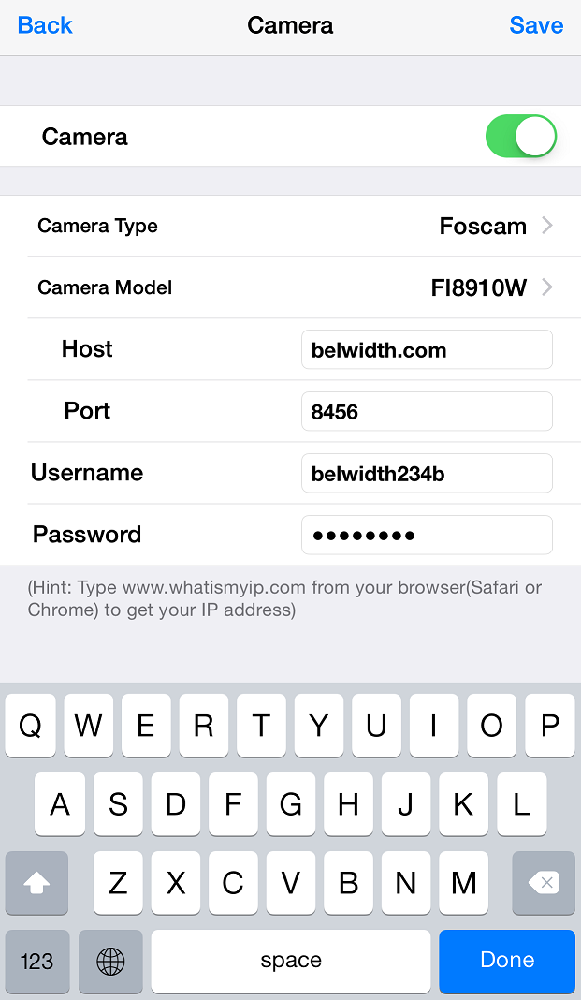 Back Camera Save
Camera
Camera Type Foscam
Camera Model FI8910W
Host belwidth.com
Port 8456
Username belwidth234b
Password ••••••••
(Hint: Type www.whatismyip.com from your browser(Safari or
Chrome) to get your IP address)
Q W E R T Y U I O P
A S D F G H J K L
Z X C V B N M
123 space Done